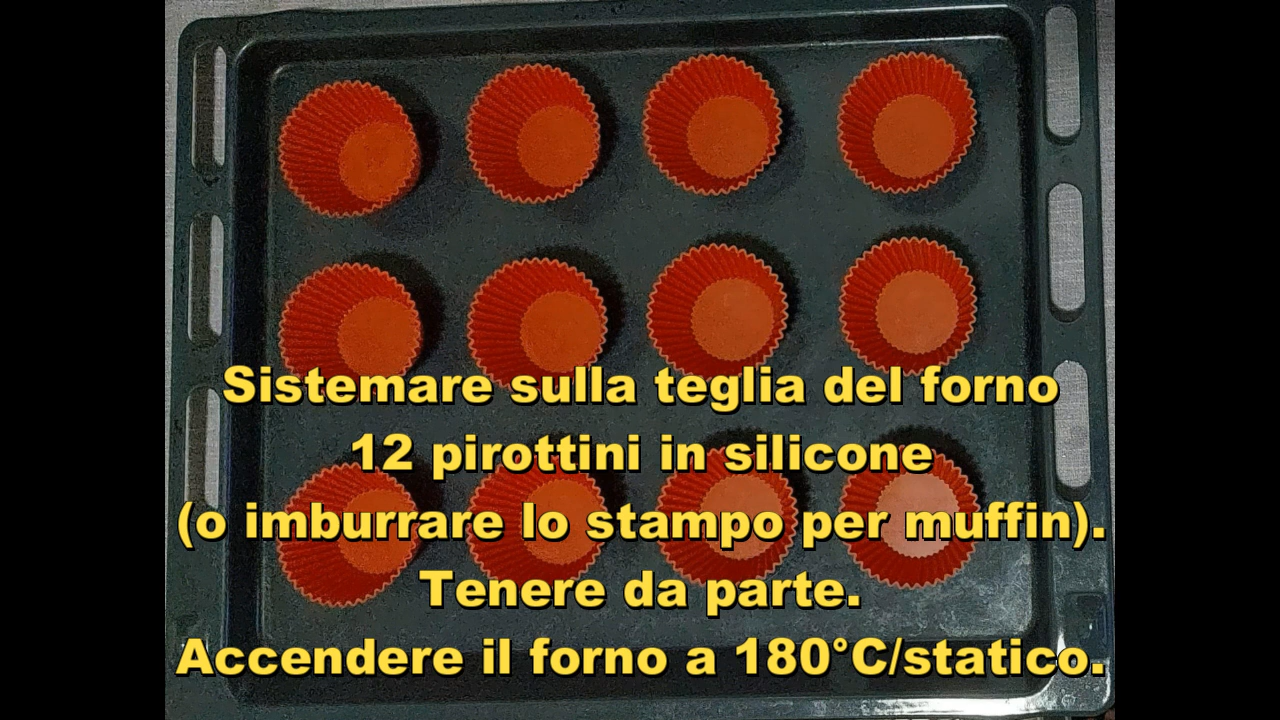 Sistemare sulla teglia del forno
12 pirottini in silicone
(o imburrare lo stampo per muffin).
Tenere da parte.
Accendere il forno a 180°C/statico.